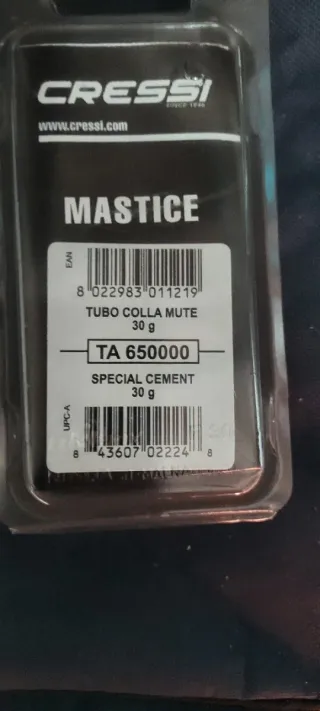 CRESSI
SINCE 1946
www.cressi.com
MASTICE
EAN
8 022983 011219
TUBO COLLA MUTE
30 g
TA 650000
SPECIAL CEMENT
30 g
UPC-A
8 43607 02224 8